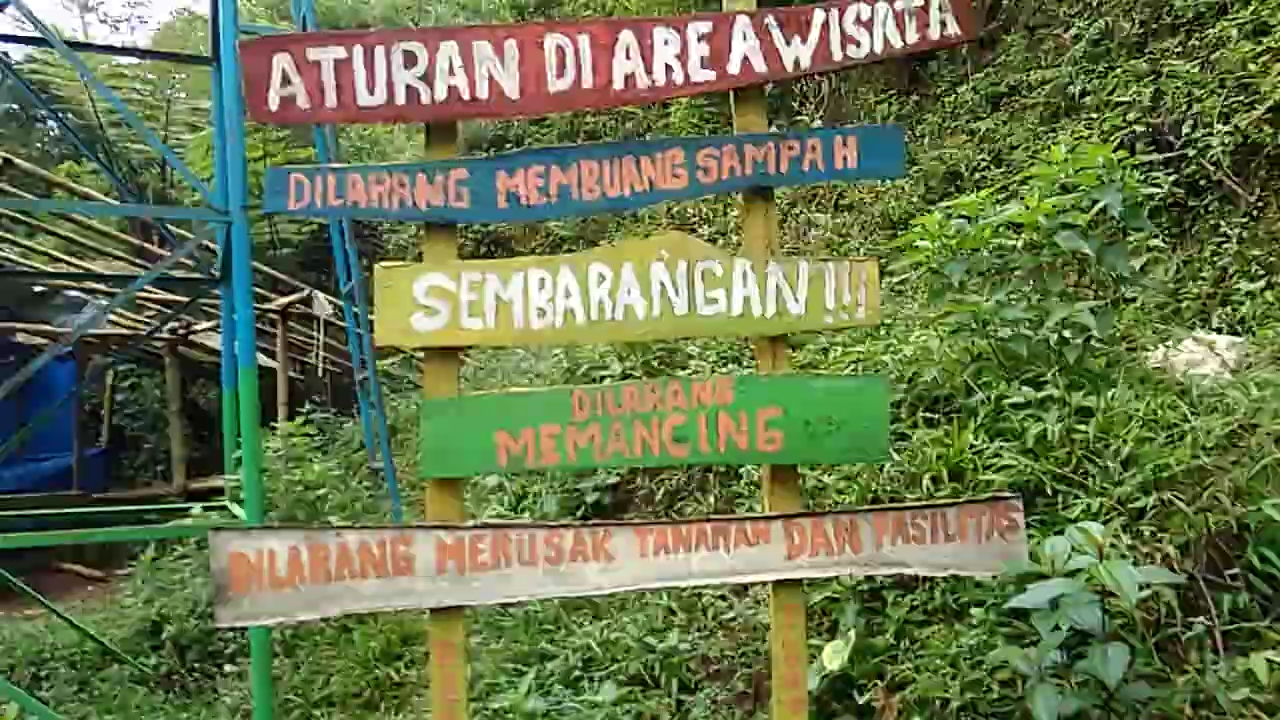 ATURAN DI AREA WISATA
DILARANG MEMBUANG SAMPAH
SEMBARANGAN !!!
DILARANG
MEMANCING
DILARANG MERUSAK TANAMAN DAN FASILITAS